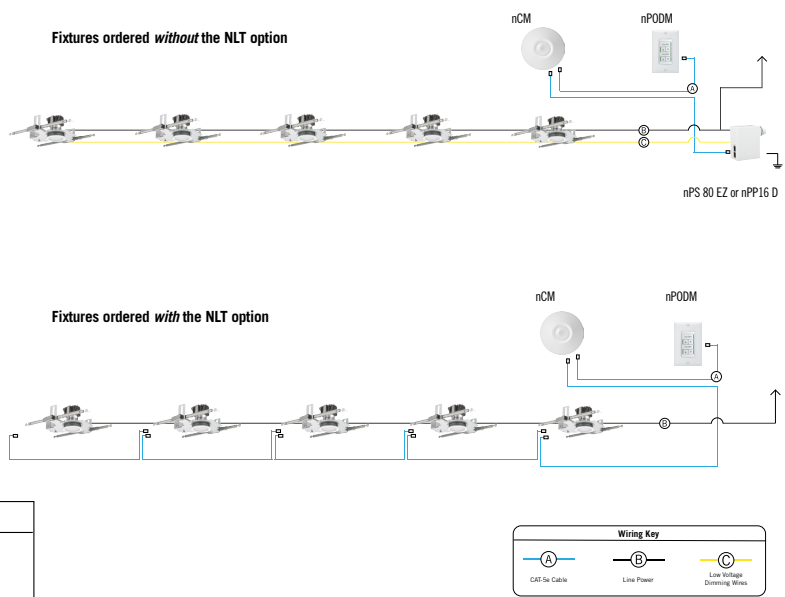 Fixtures ordered without the NLT option
nCM
nPODM
A
B
C
nPS 80 EZ or nPP16 D
Fixtures ordered with the NLT option
nCM
nPODM
A
B
Wiring Key
A
B
C
CAT-5e Cable
Line Power
Low Voltage
Dimming Wires